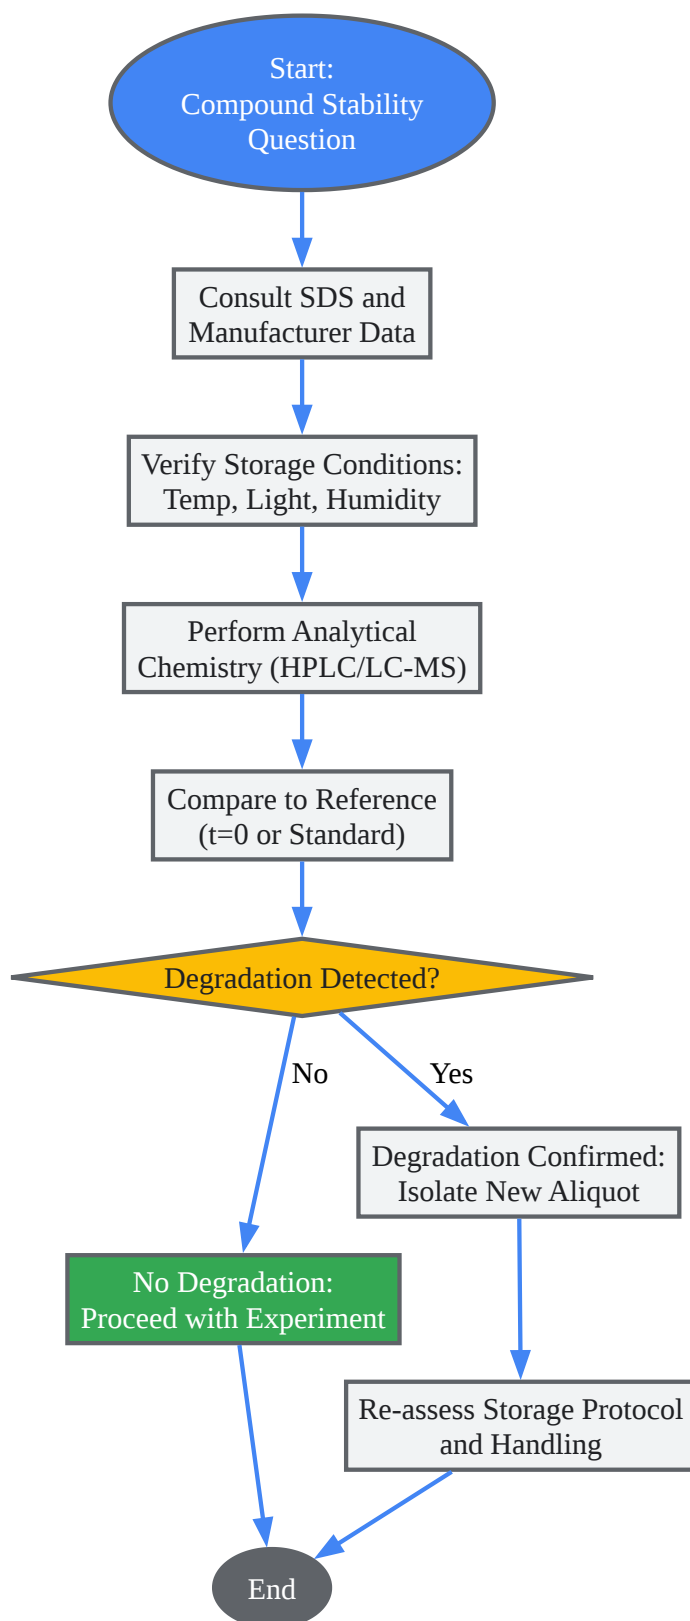 Start:
Compound Stability
Question
Consult SDS and
Manufacturer Data
Verify Storage Conditions:
Temp, Light, Humidity
Perform Analytical
Chemistry (HPLC/LC-MS)
Compare to Reference
(t=0 or Standard)
Degradation Detected?
No
Yes
Degradation Confirmed:
Isolate New Aliquot
No Degradation:
Proceed with Experiment
Re-assess Storage Protocol
and Handling
End